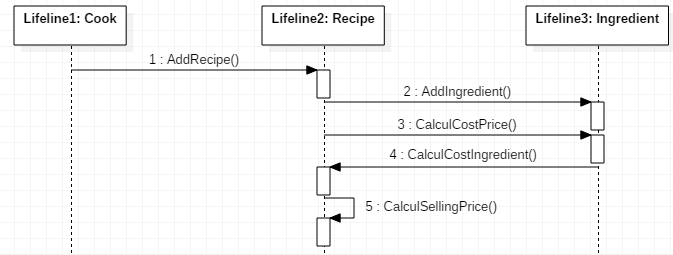 Lifeline1: Cook
Lifeline2: Recipe
Lifeline3: Ingredient
1 : AddRecipe()
2 : AddIngredient()
3 : CalculCostPrice()
4 : CalculCostIngredient()
5 : CalculSellingPrice()